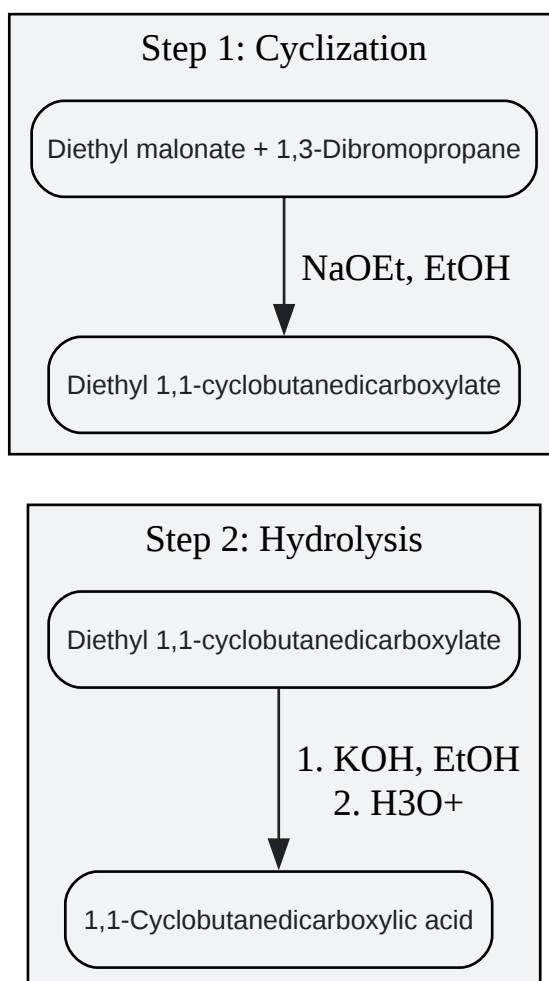 Step 1: Cyclization
Diethyl malonate + 1,3-Dibromopropane
NaOEt, EtOH
Diethyl 1,1-cyclobutanedicarboxylate
Step 2: Hydrolysis
Diethyl 1,1-cyclobutanedicarboxylate
1. KOH, EtOH
2. H3O+
1,1-Cyclobutanedicarboxylic acid